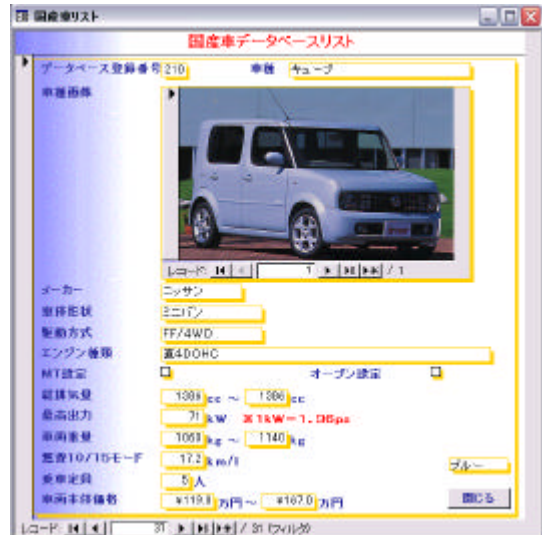 国産車リスト
国産車データベースリスト
データベース登録番号 210 車種 キューブ
車種画像
レコード: 1 / 1
メーカー ニッサン
車体形状 ミニバン
駆動方式 FF/4WD
エンジン種類 直4DOHC
MT設定 オープン設定
総排気量 1386 cc ～ 1386 cc
最高出力 71 kW ※1kW=1.36ps
車両重量 1060 kg ～ 1140 kg
燃費10/15モード 17.2 km/l
ブルー
乗車定員 5 人
車両本体価格 ¥119.8 万円 ～ ¥167.0 万円 閉じる
レコード: 31 / 31 (フィルタ)